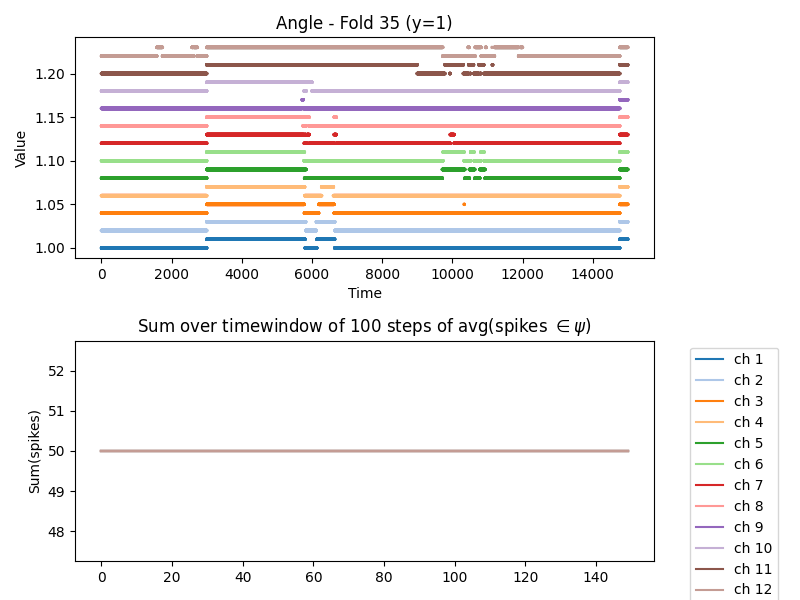 Angle - Fold 35 (y=1)
Value
1.20
1.15
1.10
1.05
1.00
0 2000 4000 6000 8000 10000 12000 14000
Time
Sum over timewindow of 100 steps of avg(spikes ∈ ψ)
Sum(spikes)
52
51
50
49
48
0 20 40 60 80 100 120 140
ch 1
ch 2
ch 3
ch 4
ch 5
ch 6
ch 7
ch 8
ch 9
ch 10
ch 11
ch 12